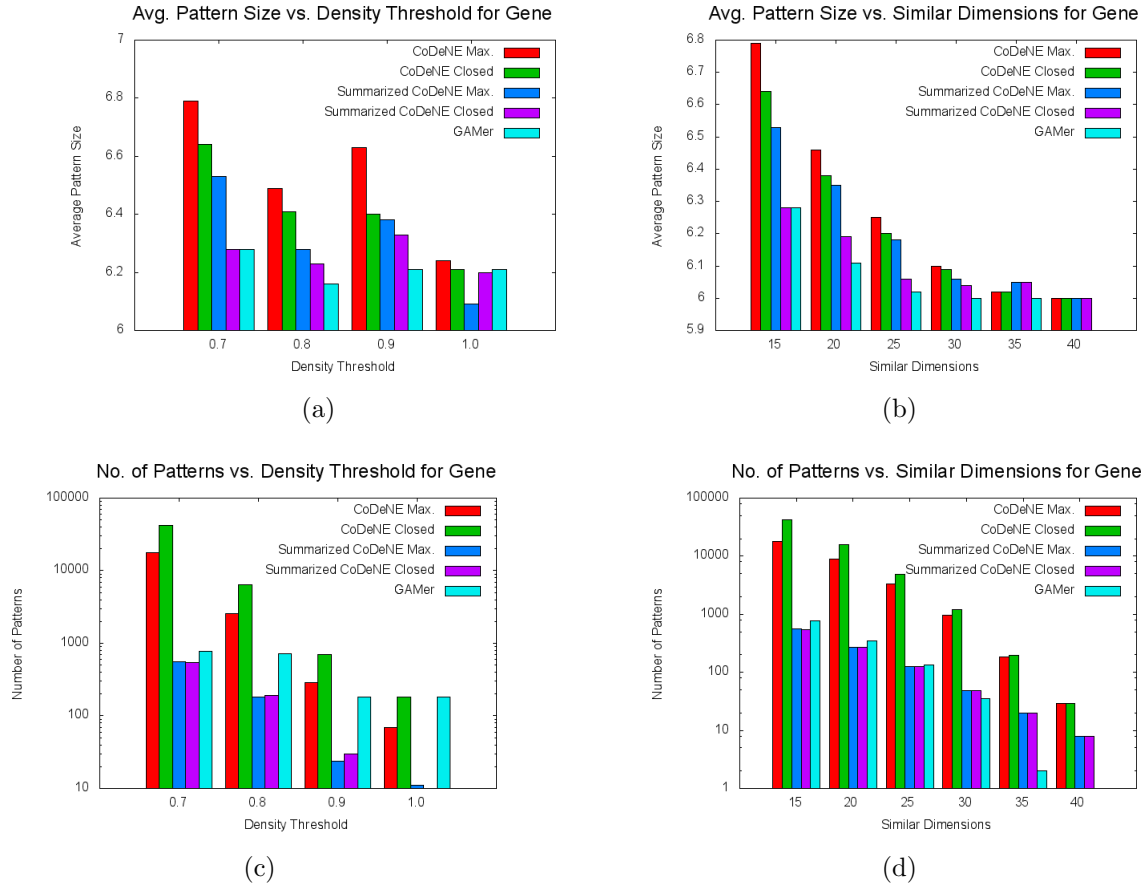 Avg. Pattern Size vs. Density Threshold for Gene
7
6.8
6.6
6.4
6.2
6
Average Pattern Size
CoDeNE Max.
CoDeNE Closed
Summarized CoDeNE Max.
Summarized CoDeNE Closed
GAMer
0.7 0.8 0.9 1.0
Density Threshold
(a)
Avg. Pattern Size vs. Similar Dimensions for Gene
6.8
6.7
6.6
6.5
6.4
6.3
6.2
6.1
6
5.9
Average Pattern Size
CoDeNE Max.
CoDeNE Closed
Summarized CoDeNE Max.
Summarized CoDeNE Closed
GAMer
15 20 25 30 35 40
Similar Dimensions
(b)
No. of Patterns vs. Density Threshold for Gene
100000
10000
1000
100
10
Number of Patterns
CoDeNE Max.
CoDeNE Closed
Summarized CoDeNE Max.
Summarized CoDeNE Closed
GAMer
0.7 0.8 0.9 1.0
Density Threshold
(c)
No. of Patterns vs. Similar Dimensions for Gene
100000
10000
1000
100
10
1
Number of Patterns
CoDeNE Max.
CoDeNE Closed
Summarized CoDeNE Max.
Summarized CoDeNE Closed
GAMer
15 20 25 30 35 40
Similar Dimensions
(d)